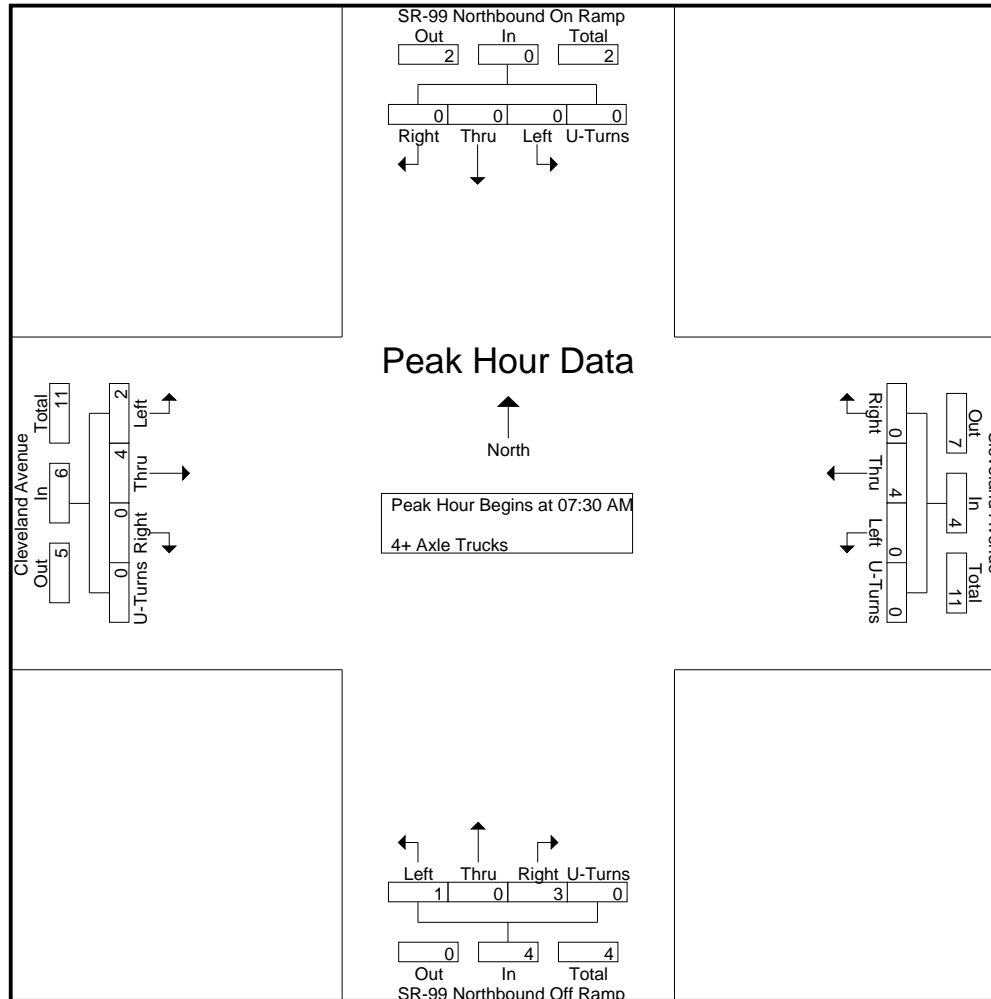 SR-99 Northbound On Ramp
Out In Total
2 0 2
0 0 0 0
Right Thru Left U-Turns
Peak Hour Data
North
Peak Hour Begins at 07:30 AM
4+ Axle Trucks
Cleveland Avenue
Out In Total
5 6 11
U-Turns Right Thru Left
0 0 4 2
Out In Total
7 4 11
0 4 0 0
Right Thru Left U-Turns
Left Thru Right U-Turns
1 0 3 0
0 4 4
Out In Total
SR-99 Northbound Off Ramp